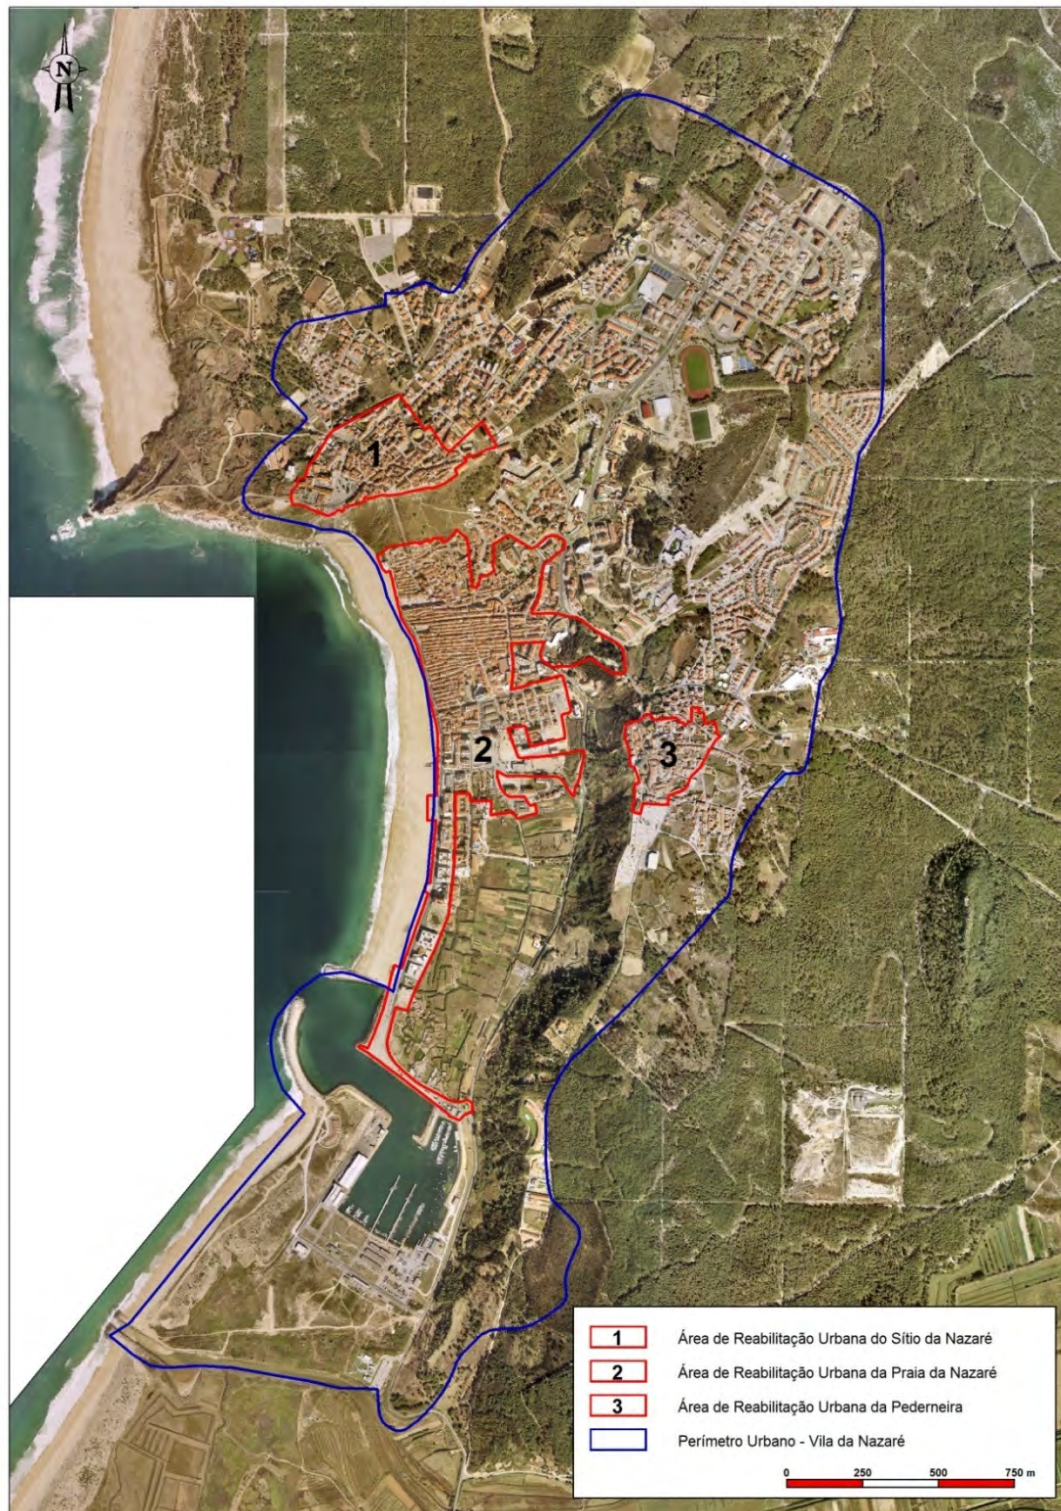 N
1
2
3
1 Área de Reabilitação Urbana do Sítio da Nazaré
2 Área de Reabilitação Urbana da Praia da Nazaré
3 Área de Reabilitação Urbana da Pederneira
Perímetro Urbano - Vila da Nazaré
0 250 500 750 m